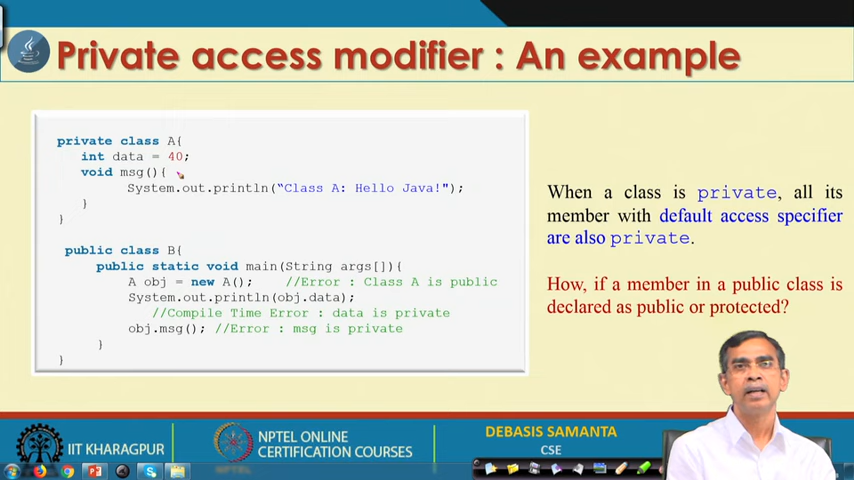 Private access modifier : An example
private class A{
int data = 40;
void msg(){
System.out.println(“Class A: Hello Java!");
}
}
public class B{
public static void main(String args[]){
A obj = new A(); //Error : Class A is public
System.out.println(obj.data);
//Compile Time Error : data is private
obj.msg(); //Error : msg is private
}
}
When a class is private, all its
member with default access specifier
are also private.
How, if a member in a public class is
declared as public or protected?
IIT KHARAGPUR
NPTEL ONLINE
CERTIFICATION COURSES
DEBASIS SAMANTA
CSE